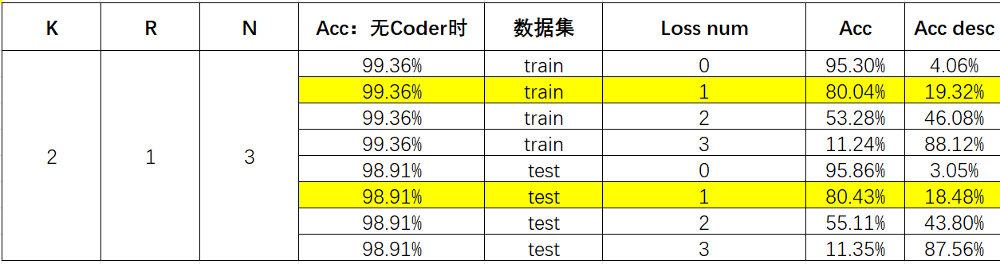 K R N Acc：无Coder时 数据集 Loss num Acc Acc desc
99.36% train 0 95.30% 4.06%
99.36% train 1 80.04% 19.32%
99.36% train 2 53.28% 46.08%
99.36% train 3 11.24% 88.12%
2 1 3
98.91% test 0 95.86% 3.05%
98.91% test 1 80.43% 18.48%
98.91% test 2 55.11% 43.80%
98.91% test 3 11.35% 87.56%